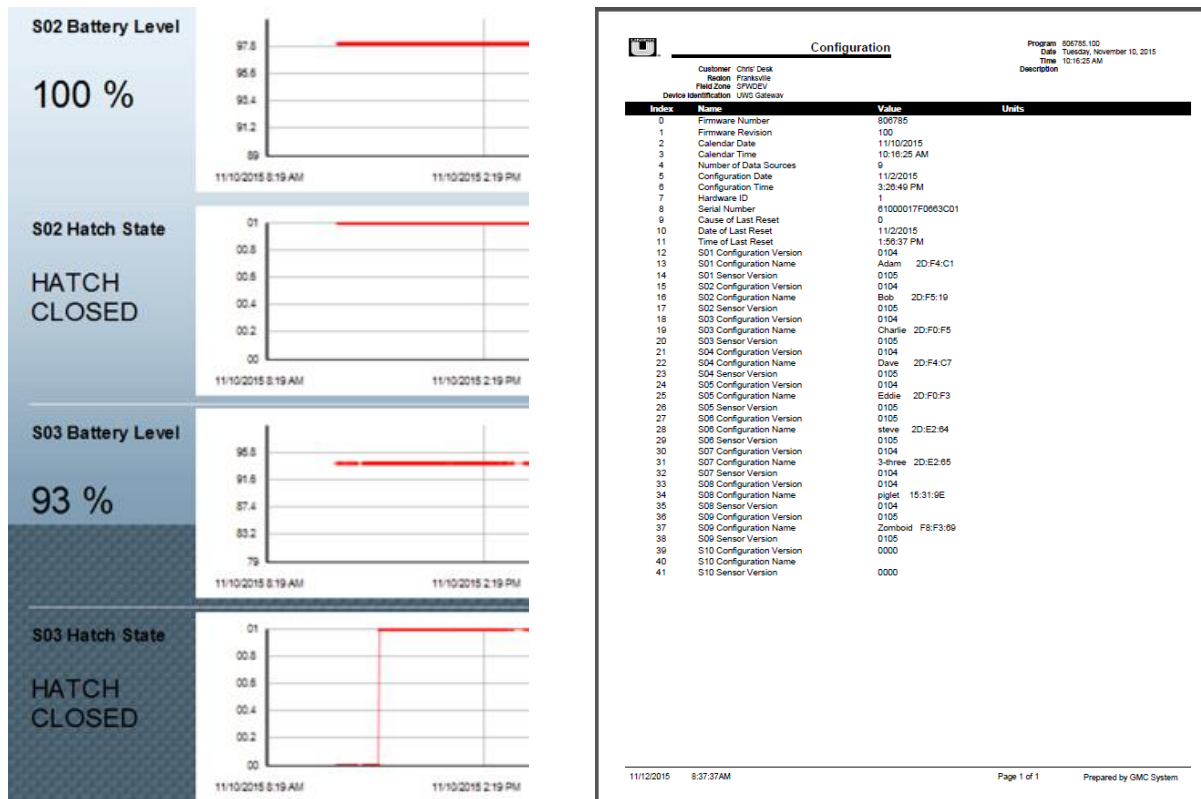 S02 Battery Level
100 %
97.8
95.6
93.4
91.2
89
11/10/2015 8:19 AM 11/10/2015 2:19 PM
S02 Hatch State
HATCH
CLOSED
01
00.8
00.6
00.4
00.2
00
11/10/2015 8:19 AM 11/10/2015 2:19 PM
S03 Battery Level
93 %
95.8
91.6
87.4
83.2
79
11/10/2015 8:19 AM 11/10/2015 2:19 PM
S03 Hatch State
HATCH
CLOSED
01
00.8
00.6
00.4
00.2
00
11/10/2015 8:19 AM 11/10/2015 2:19 PM
Configuration
Program 806785.100
Date Tuesday, November 10, 2015
Time 10:16:25 AM
Description
Customer Chris' Desk
Region Franksville
Field Zone SFWDEV
Device Identification UWS Gateway
Index Name Value Units
0 Firmware Number 806785
1 Firmware Revision 100
2 Calendar Date 11/10/2015
3 Calendar Time 10:16:25 AM
4 Number of Data Sources 9
5 Configuration Date 11/2/2015
6 Configuration Time 3:26:49 PM
7 Hardware ID 1
8 Serial Number 61000017F0663C01
9 Cause of Last Reset 0
10 Date of Last Reset 11/2/2015
11 Time of Last Reset 1:56:37 PM
12 S01 Configuration Version 0104
13 S01 Configuration Name Adam 2D:F4:C1
14 S01 Sensor Version 0105
15 S02 Configuration Version 0104
16 S02 Configuration Name Bob 2D:F5:19
17 S02 Sensor Version 0105
18 S03 Configuration Version 0104
19 S03 Configuration Name Charlie 2D:F0:F5
20 S03 Sensor Version 0105
21 S04 Configuration Version 0104
22 S04 Configuration Name Dave 2D:F4:C7
23 S04 Sensor Version 0105
24 S05 Configuration Version 0104
25 S05 Configuration Name Eddie 2D:F0:F3
26 S05 Sensor Version 0105
27 S06 Configuration Version 0105
28 S06 Configuration Name steve 2D:E2:64
29 S06 Sensor Version 0105
30 S07 Configuration Version 0104
31 S07 Configuration Name 3-three 2D:E2:65
32 S07 Sensor Version 0104
33 S08 Configuration Version 0104
34 S08 Configuration Name piglet 15:31:9E
35 S08 Sensor Version 0104
36 S09 Configuration Version 0105
37 S09 Configuration Name Zomboid F8:F3:69
38 S09 Sensor Version 0105
39 S10 Configuration Version 0000
40 S10 Configuration Name
41 S10 Sensor Version 0000
11/12/2015 8:37:37AM Page 1 of 1 Prepared by GMC System